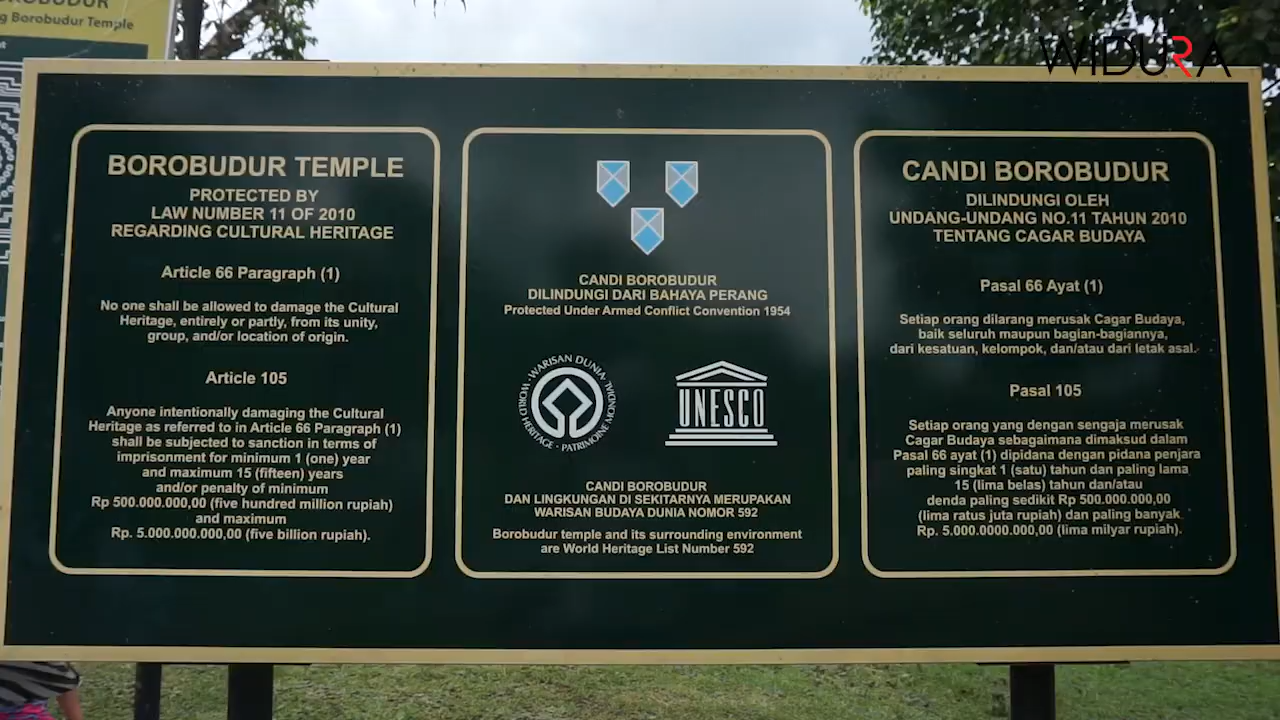 OROBUDUR
g Borobudur Temple
WIDURA
BOROBUDUR TEMPLE
PROTECTED BY
LAW NUMBER 11 OF 2010
REGARDING CULTURAL HERITAGE
Article 66 Paragraph (1)
No one shall be allowed to damage the Cultural
Heritage, entirely or partly, from its unity,
group, and/or location of origin.
Article 105
Anyone intentionally damaging the Cultural
Heritage as referred to in Article 66 Paragraph (1)
shall be subjected to sanction in terms of
imprisonment for minimum 1 (one) year
and maximum 15 (fifteen) years
and/or penalty of minimum
Rp 500.000.000,00 (five hundred million rupiah)
and maximum
Rp. 5.000.000.000,00 (five billion rupiah).
CANDI BOROBUDUR
DILINDUNGI DARI BAHAYA PERANG
Protected Under Armed Conflict Convention 1954
WARISAN DUNIA · WORLD HERITAGE · PATRIMOINE MONDIAL
UNESCO
CANDI BOROBUDUR
DAN LINGKUNGAN DI SEKITARNYA MERUPAKAN
WARISAN BUDAYA DUNIA NOMOR 592
Borobudur temple and its surrounding environment
are World Heritage List Number 592
CANDI BOROBUDUR
DILINDUNGI OLEH
UNDANG-UNDANG NO.11 TAHUN 2010
TENTANG CAGAR BUDAYA
Pasal 66 Ayat (1)
Setiap orang dilarang merusak Cagar Budaya,
baik seluruh maupun bagian-bagiannya,
dari kesatuan, kelompok, dan/atau dari letak asal.
Pasal 105
Setiap orang yang dengan sengaja merusak
Cagar Budaya sebagaimana dimaksud dalam
Pasal 66 ayat (1) dipidana dengan pidana penjara
paling singkat 1 (satu) tahun dan paling lama
15 (lima belas) tahun dan/atau
denda paling sedikit Rp 500.000.000,00
(lima ratus juta rupiah) dan paling banyak
Rp. 5.000.0000.000,00 (lima milyar rupiah).